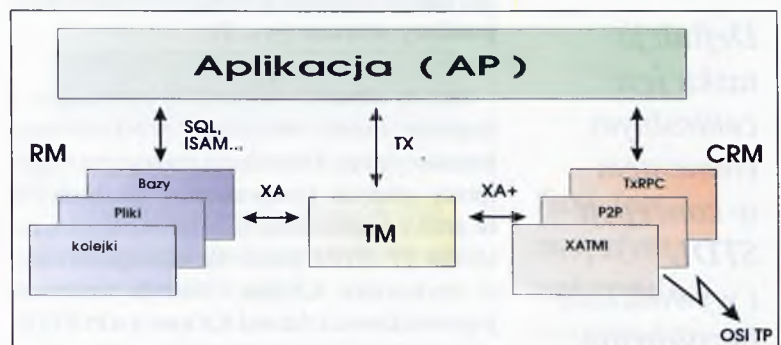 Aplikacja ( AP )
SQL,
ISAM...,
TX
RM
CRM
Bazy
Pliki
kolejki
XA
TM
XA+
TxRPC
P2P
XATMI
OSI TP